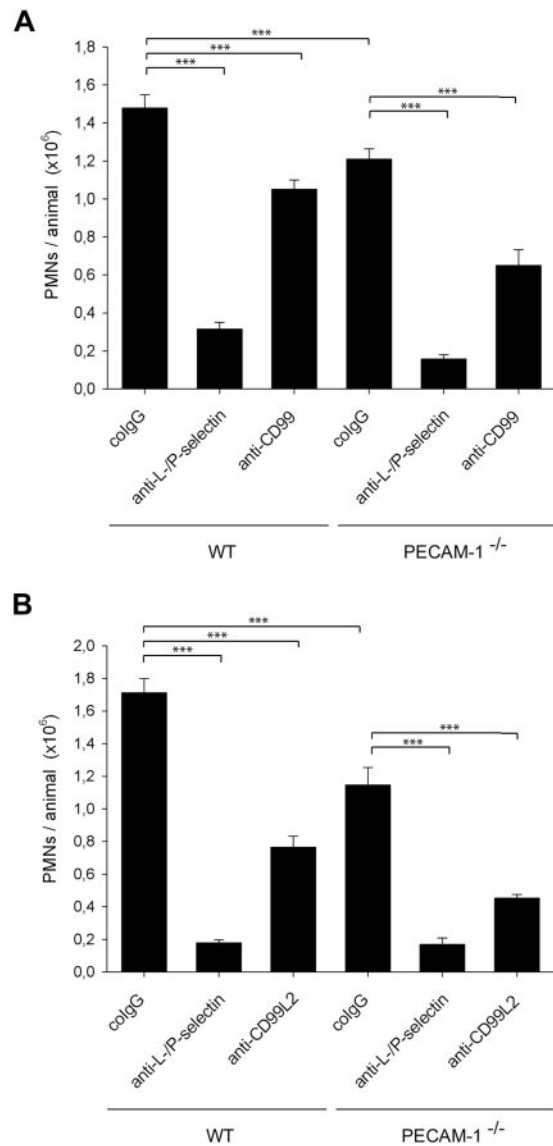 A
PMNs / animal (x10⁶)
1,8
1,6
1,4
1,2
1,0
0,8
0,6
0,4
0,2
0,0
***
***
***
***
***
coIgG
anti-L-/P-selectin
anti-CD99
coIgG
anti-L-/P-selectin
anti-CD99
WT
PECAM-1 -/-
B
PMNs / animal (x10⁶)
2,0
1,8
1,6
1,4
1,2
1,0
0,8
0,6
0,4
0,2
0,0
***
***
***
***
***
coIgG
anti-L-/P-selectin
anti-CD99L2
coIgG
anti-L-/P-selectin
anti-CD99L2
WT
PECAM-1 -/-